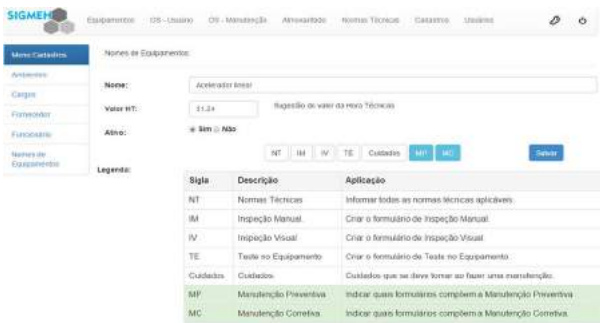 SIGMEH
Equipamentos OS - Usuário OS - Manutenção Almoxarifado Normas Técnicas Cadastros Usuários
Menu Cadastros
Nomes de Equipamentos:
Ambientes
Cargos
Fornecedor
Funcionário
Nomes de
Equipamentos
Nome: Acelerador linear
Valor HT: 31,24 Sugestão de valor da Hora Técnicas
Ativo: Sim Não
NT IM IV TE Cuidados MP MC Salvar
Legenda:
Sigla Descrição Aplicação
NT Normas Técnicas Informar todas as normas técnicas aplicáveis.
IM Inspeção Manual Criar o formulário de Inspeção Manual
IV Inspeção Visual Criar o formulário de Inspeção Visual
TE Teste no Equipamento Criar o formulário de Teste no Equipamento
Cuidados Cuidados Cuidados que se deve tomar ao fazer uma manutenção.
MP Manutenção Preventiva Indicar quais formulários compõem a Manutenção Preventiva
MC Manutenção Corretiva Indicar quais formulários compõem a Manutenção Corretiva